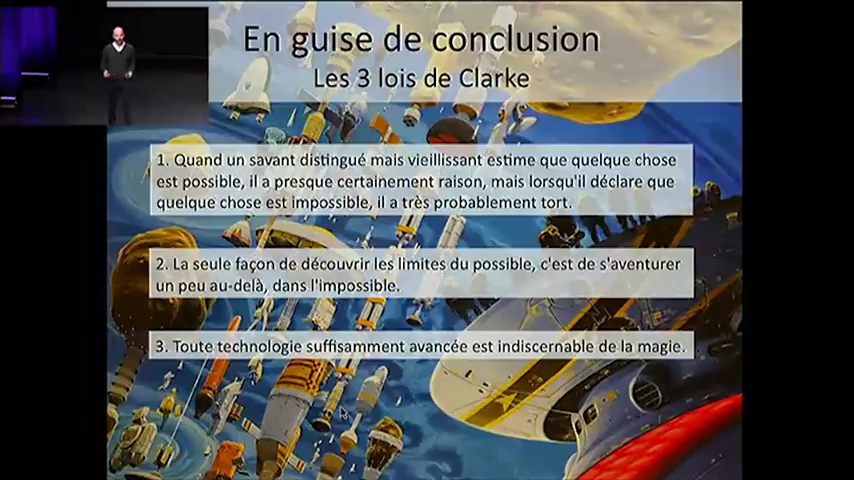 En guise de conclusion
Les 3 lois de Clarke
1. Quand un savant distingué mais vieillissant estime que quelque chose
est possible, il a presque certainement raison, mais lorsqu'il déclare que
quelque chose est impossible, il a très probablement tort.
2. La seule façon de découvrir les limites du possible, c'est de s'aventurer
un peu au-delà, dans l'impossible.
3. Toute technologie suffisamment avancée est indiscernable de la magie.